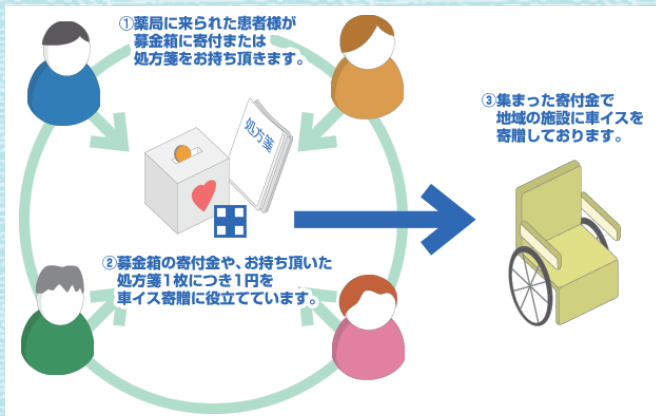 ①薬局に来られた患者様が
募金箱に寄付または
処方箋をお持ち頂きます。
処方箋
②募金箱の寄付金や、お持ち頂いた
処方箋1枚につき1円を
車イス寄贈に役立てています。
③集まった寄付金で
地域の施設に車イスを
寄贈しております。